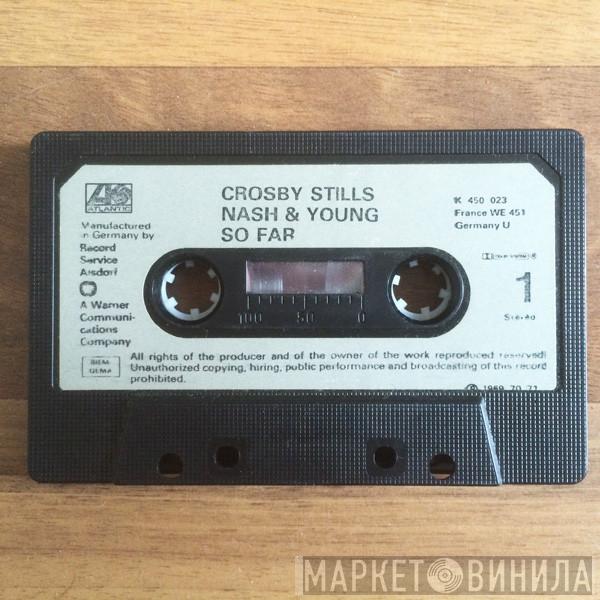 ATLANTIC
CROSBY STILLS
NASH & YOUNG
SO FAR
K 450 023
France WE 451
Germany U
Manufactured
in Germany by
Record
Service
Alsdorf
A Warner
Communi-
cations
Company
DOLBY SYSTEM
1
Stereo
100 50 0
BIEM
GEMA
All rights of the producer and of the owner of the work reproduced reserved!
Unauthorized copying, hiring, public performance and broadcasting of this record
prohibited.
℗ 1969, 70, 71
МАРКЕТ ВИНИЛА